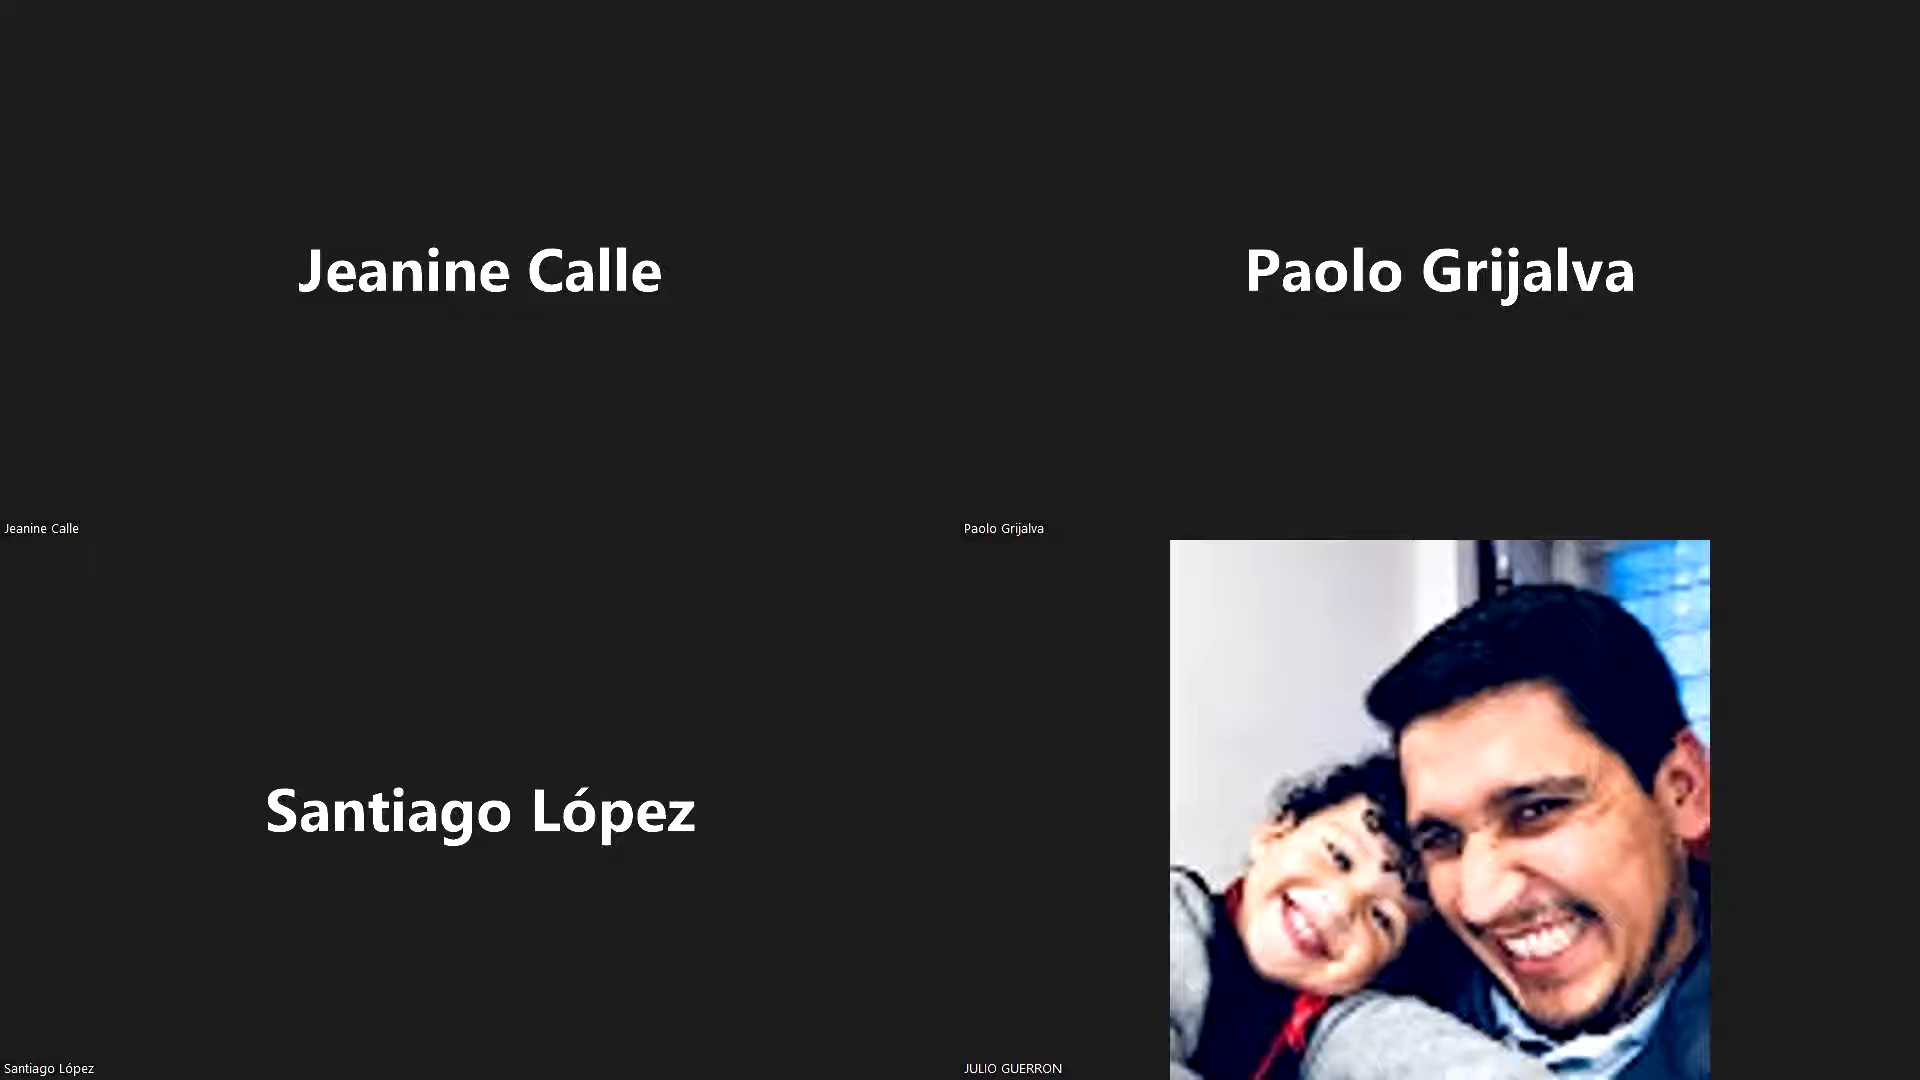 Jeanine Calle
Paolo Grijalva
Jeanine Calle
Paolo Grijalva
Santiago López
Santiago López
JULIO GUERRON